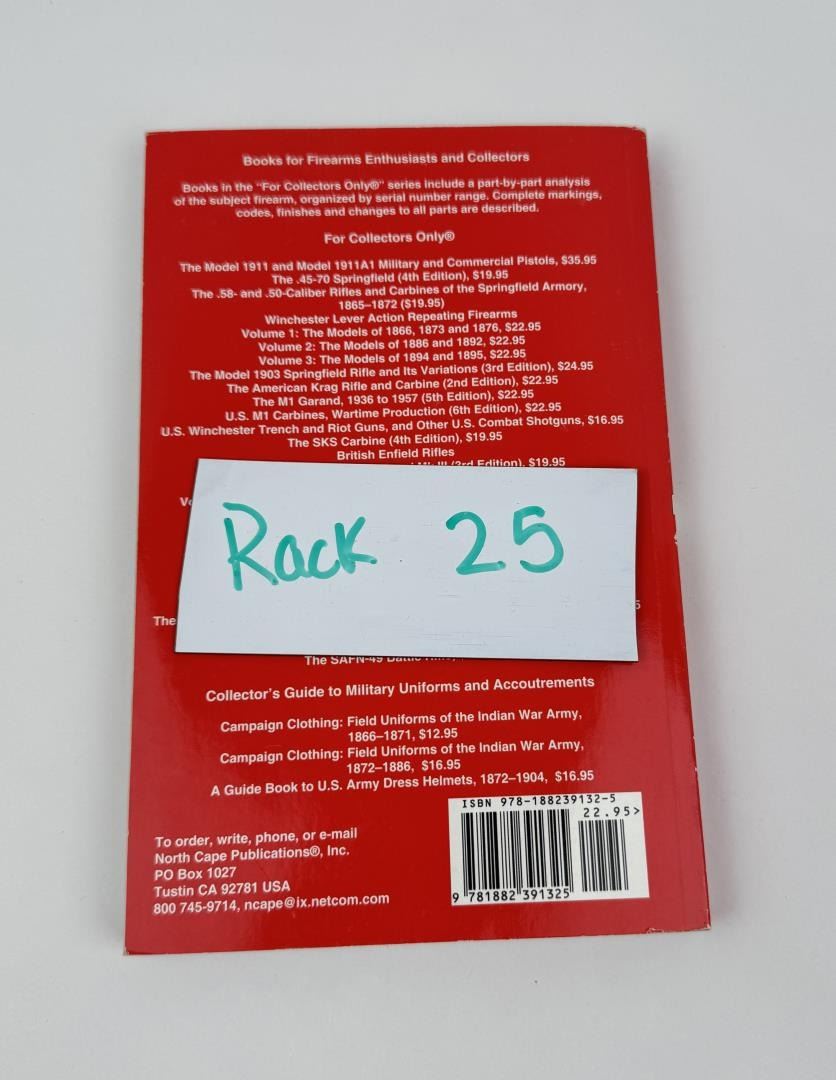 Books for Firearms Enthusiasts and Collectors
Books in the "For Collectors Only®" series include a part-by-part analysis
of the subject firearm, organized by serial number range. Complete markings,
codes, finishes and changes to all parts are described.
For Collectors Only®
The Model 1911 and Model 1911A1 Military and Commercial Pistols, $35.95
The .45-70 Springfield (4th Edition), $19.95
The .58- and .50-Caliber Rifles and Carbines of the Springfield Armory,
1865–1872 ($19.95)
Winchester Lever Action Repeating Firearms
Volume 1: The Models of 1866, 1873 and 1876, $22.95
Volume 2: The Models of 1886 and 1892, $22.95
Volume 3: The Models of 1894 and 1895, $22.95
The Model 1903 Springfield Rifle and Its Variations (3rd Edition), $24.95
The American Krag Rifle and Carbine (2nd Edition), $22.95
The M1 Garand, 1936 to 1957 (5th Edition), $22.95
U.S. M1 Carbines, Wartime Production (6th Edition), $22.95
U.S. Winchester Trench and Riot Guns, and Other U.S. Combat Shotguns, $16.95
The SKS Carbine (4th Edition), $19.95
British Enfield Rifles
(3rd Edition), $19.95
Rack 25
The
The SAFN-49
Collector's Guide to Military Uniforms and Accoutrements
Campaign Clothing: Field Uniforms of the Indian War Army,
1866–1871, $12.95
Campaign Clothing: Field Uniforms of the Indian War Army,
1872–1886, $16.95
A Guide Book to U.S. Army Dress Helmets, 1872–1904, $16.95
ISBN 978-188239132-5
22.95>
9 781882 391325
To order, write, phone, or e-mail
North Cape Publications®, Inc.
PO Box 1027
Tustin CA 92781 USA
800 745-9714, ncape@ix.netcom.com